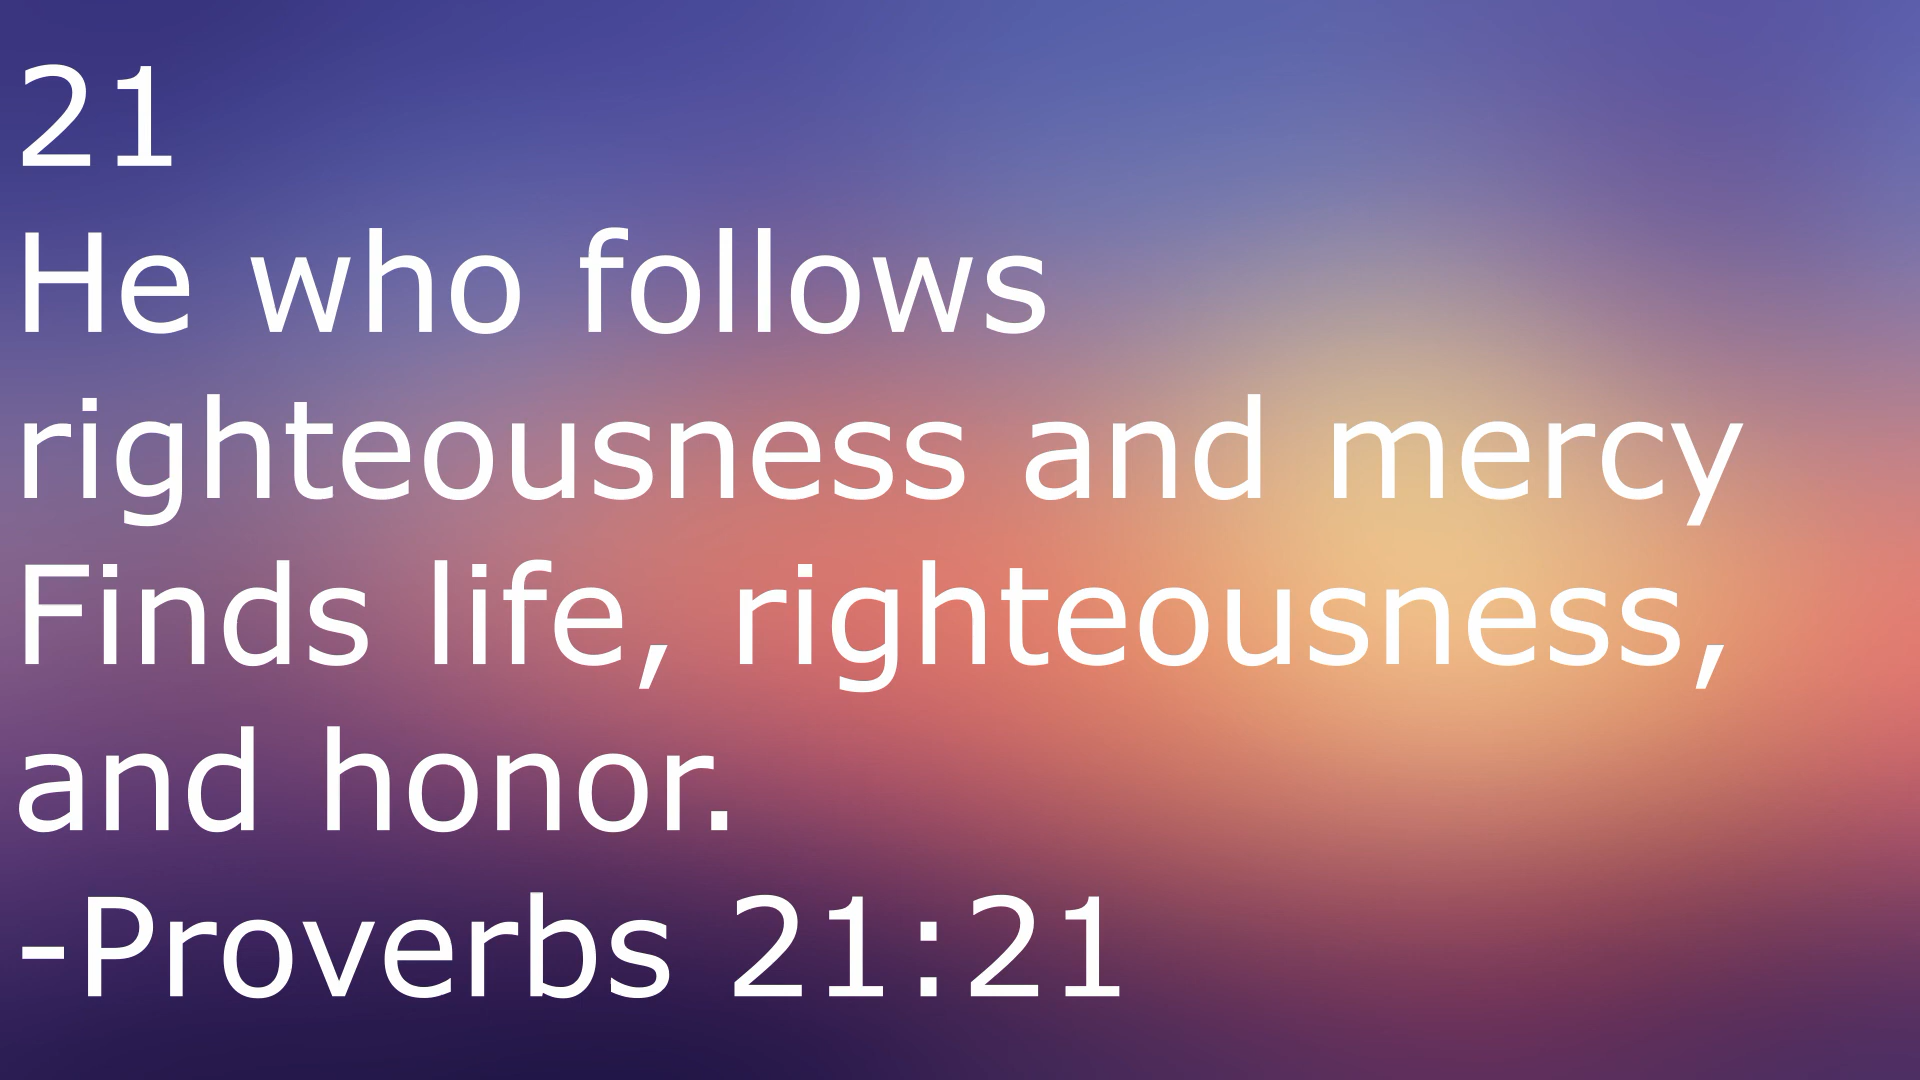 21
He who follows
righteousness and mercy
Finds life, righteousness,
and honor.
-Proverbs 21:21